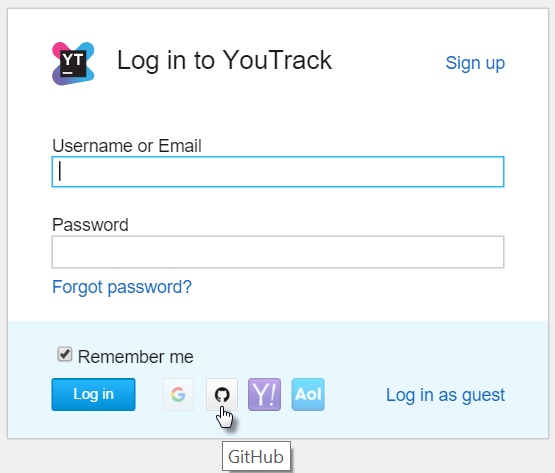 YT
Log in to YouTrack
Sign up
Username or Email
Password
Forgot password?
Remember me
Log in
G
Y!
Aol
Log in as guest
GitHub